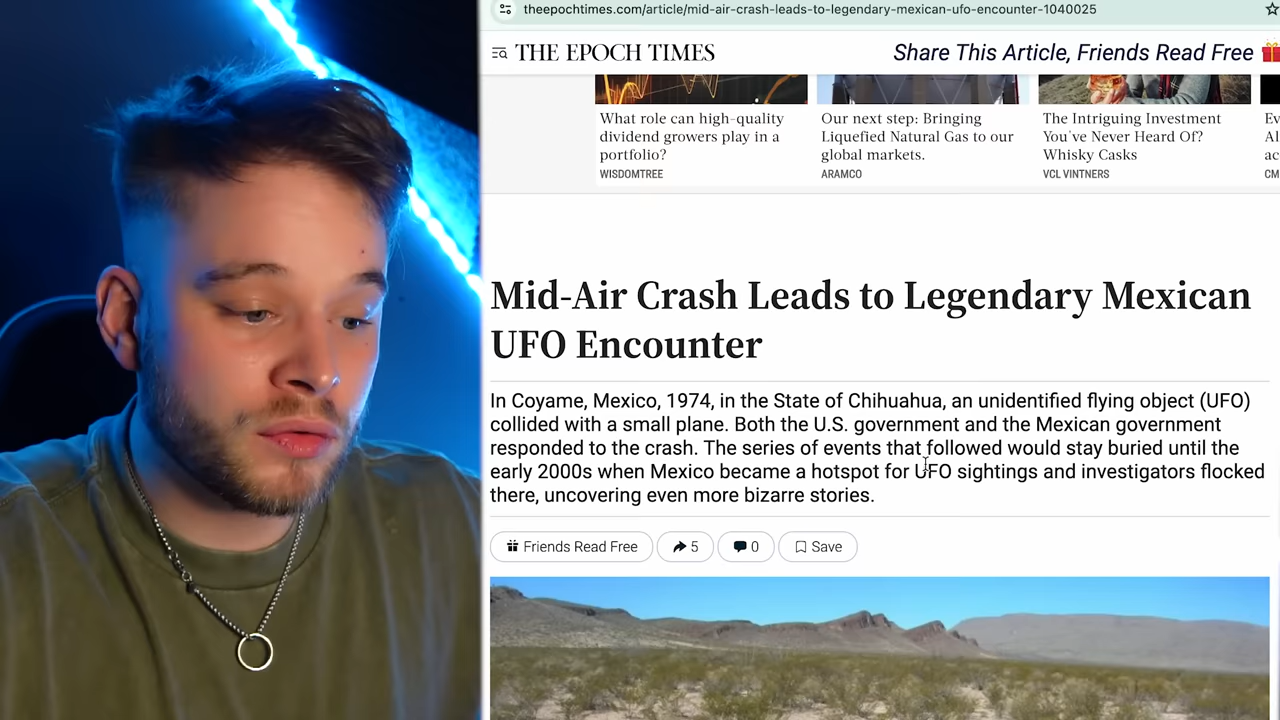 theepochtimes.com/article/mid-air-crash-leads-to-legendary-mexican-ufo-encounter-1040025
THE EPOCH TIMES
Share This Article, Friends Read Free
What role can high-quality
dividend growers play in a
portfolio?
WISDOMTREE
Our next step: Bringing
Liquefied Natural Gas to our
global markets.
ARAMCO
The Intriguing Investment
You've Never Heard Of?
Whisky Casks
VCL VINTNERS
Mid-Air Crash Leads to Legendary Mexican
UFO Encounter
In Coyame, Mexico, 1974, in the State of Chihuahua, an unidentified flying object (UFO)
collided with a small plane. Both the U.S. government and the Mexican government
responded to the crash. The series of events that followed would stay buried until the
early 2000s when Mexico became a hotspot for UFO sightings and investigators flocked
there, uncovering even more bizarre stories.
Friends Read Free
5
0
Save